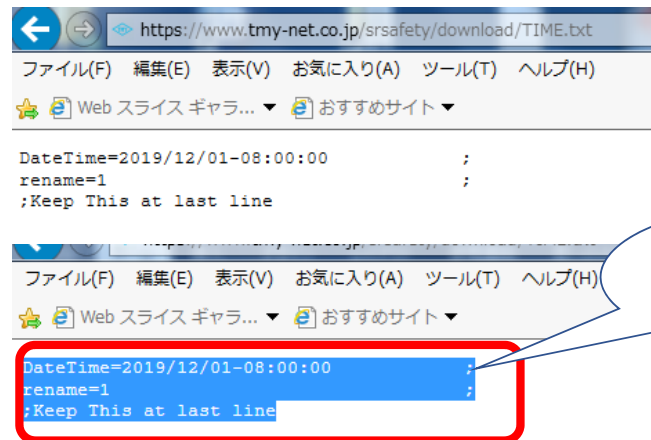 https://www.tmy-net.co.jp/srsafety/download/TIME.txt
ファイル(F) 編集(E) 表示(V) お気に入り(A) ツール(T) ヘルプ(H)
Web スライス ギャラ... ▼ おすすめサイト ▼
DateTime=2019/12/01-08:00:00 ;
rename=1 ;
;Keep This at last line
ファイル(F) 編集(E) 表示(V) お気に入り(A) ツール(T) ヘルプ(H)
Web スライス ギャラ... ▼ おすすめサイト ▼
DateTime=2019/12/01-08:00:00 ;
rename=1 ;
;Keep This at last line